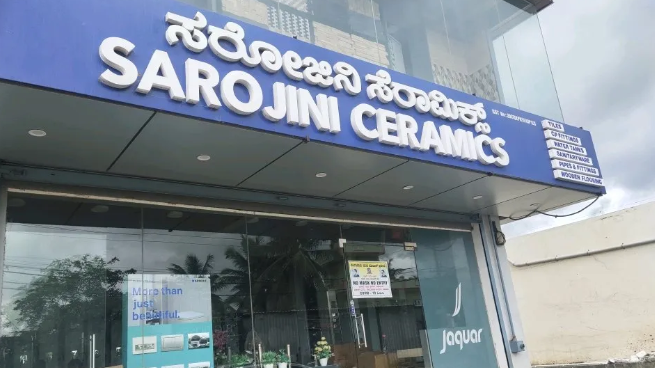 ಸರೋಜಿನಿ ಸೆರಾಮಿಕ್ಸ್
SAROJINI CERAMICS
TILES
CP FITTINGS
WATER TANKS
SANITARYWARE
PIPES & FITTINGS
WOODEN FLOORING
More than
just
beautiful.
NO MASK NO ENTRY
Jaquar